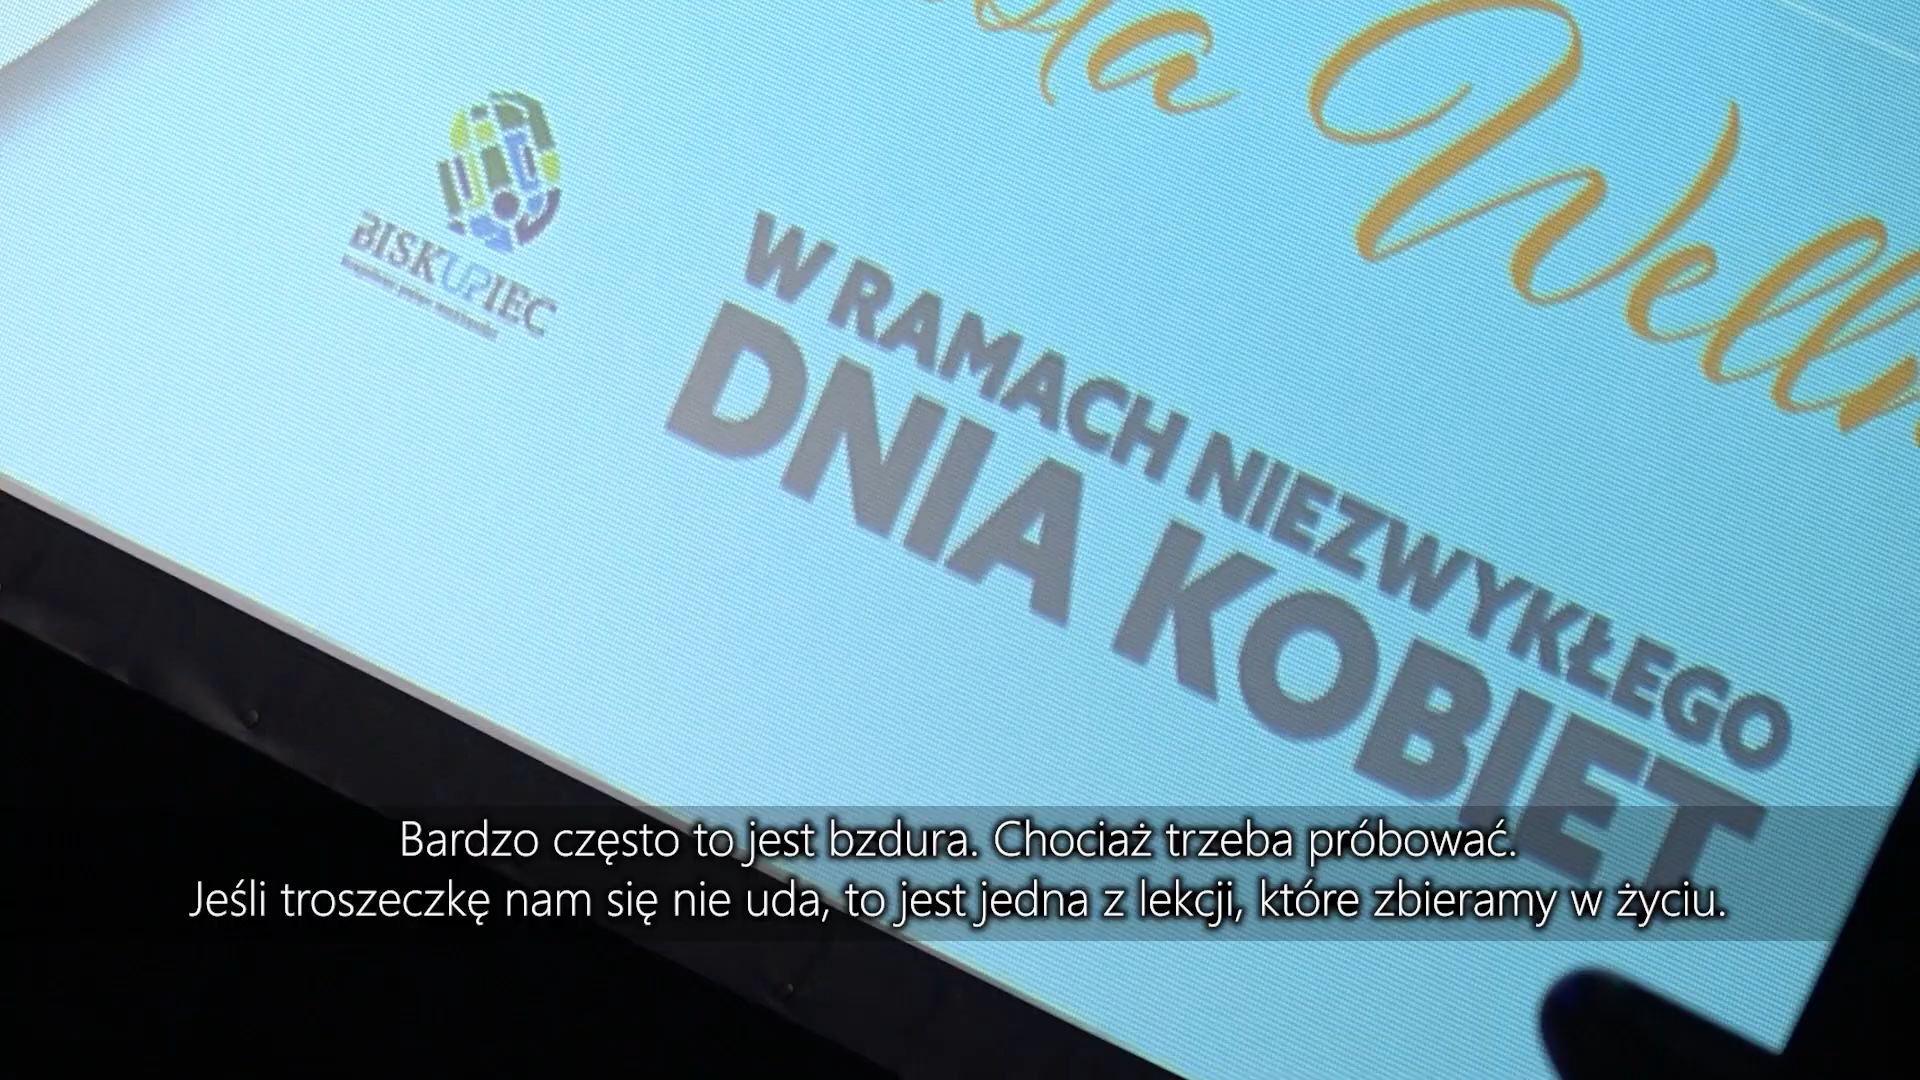 BISKUPIEC
W RAMACH NIEZWYKŁEGO
DNIA KOBIET
Bardzo często to jest bzdura. Chociaż trzeba próbować.
Jeśli troszeczkę nam się nie uda, to jest jedna z lekcji, które zbieramy w życiu.